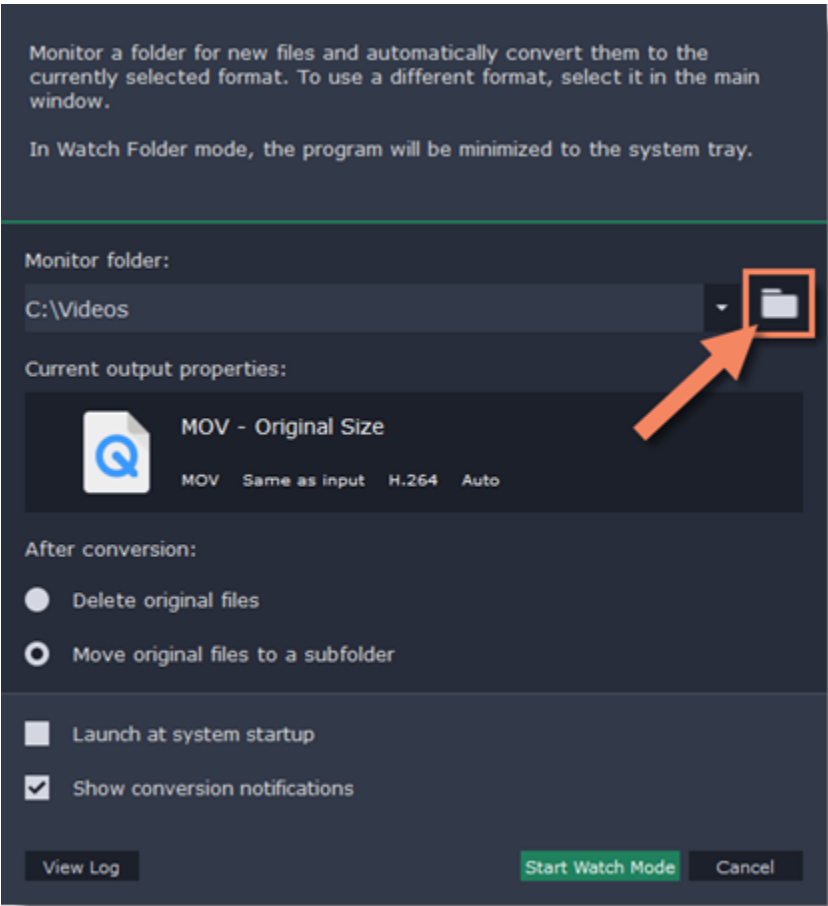 Monitor a folder for new files and automatically convert them to the
currently selected format. To use a different format, select it in the main
window.
In Watch Folder mode, the program will be minimized to the system tray.
Monitor folder:
C:\Videos
Current output properties:
MOV - Original Size
MOV Same as input H.264 Auto
After conversion:
Delete original files
Move original files to a subfolder
Launch at system startup
Show conversion notifications
View Log Start Watch Mode Cancel